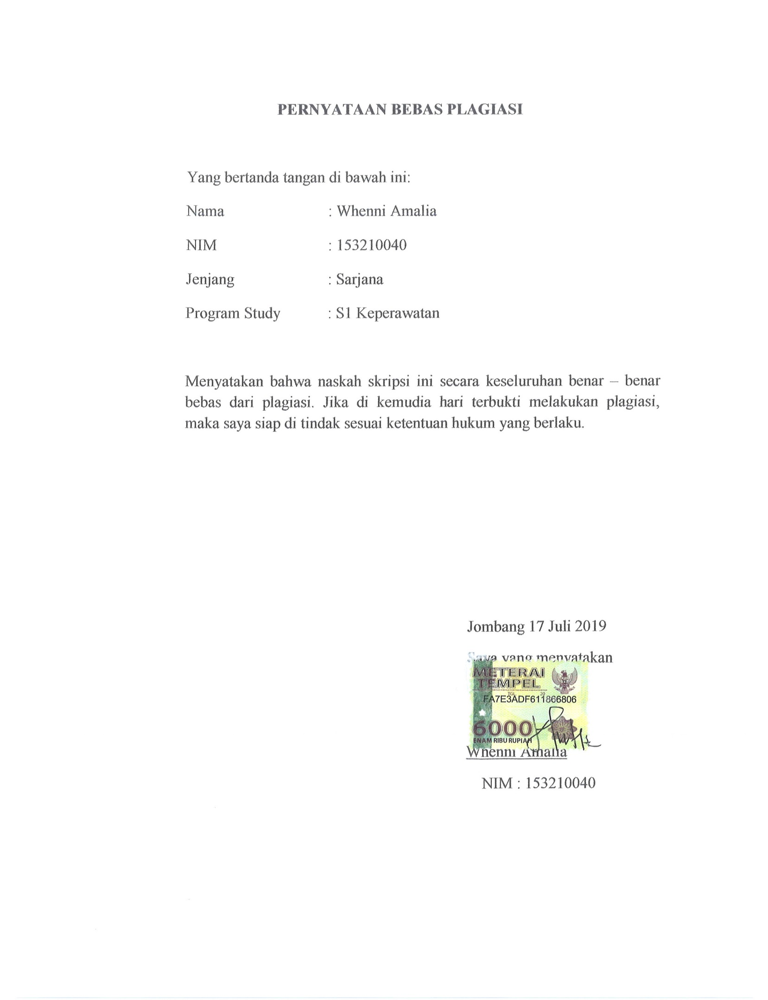 PERNYATAAN BEBAS PLAGIASI
Yang bertanda tangan di bawah ini:
Nama : Whenni Amalia
NIM : 153210040
Jenjang : Sarjana
Program Study : S1 Keperawatan
Menyatakan bahwa naskah skripsi ini secara keseluruhan benar – benar
bebas dari plagiasi. Jika di kemudia hari terbukti melakukan plagiasi,
maka saya siap di tindak sesuai ketentuan hukum yang berlaku.
Jombang 17 Juli 2019
Saya yang menyatakan
METERAI
TEMPEL
TGL 20
FA7E3ADF611866806
6000
ENAM RIBU RUPIAH
Whenni Amalia
NIM : 153210040